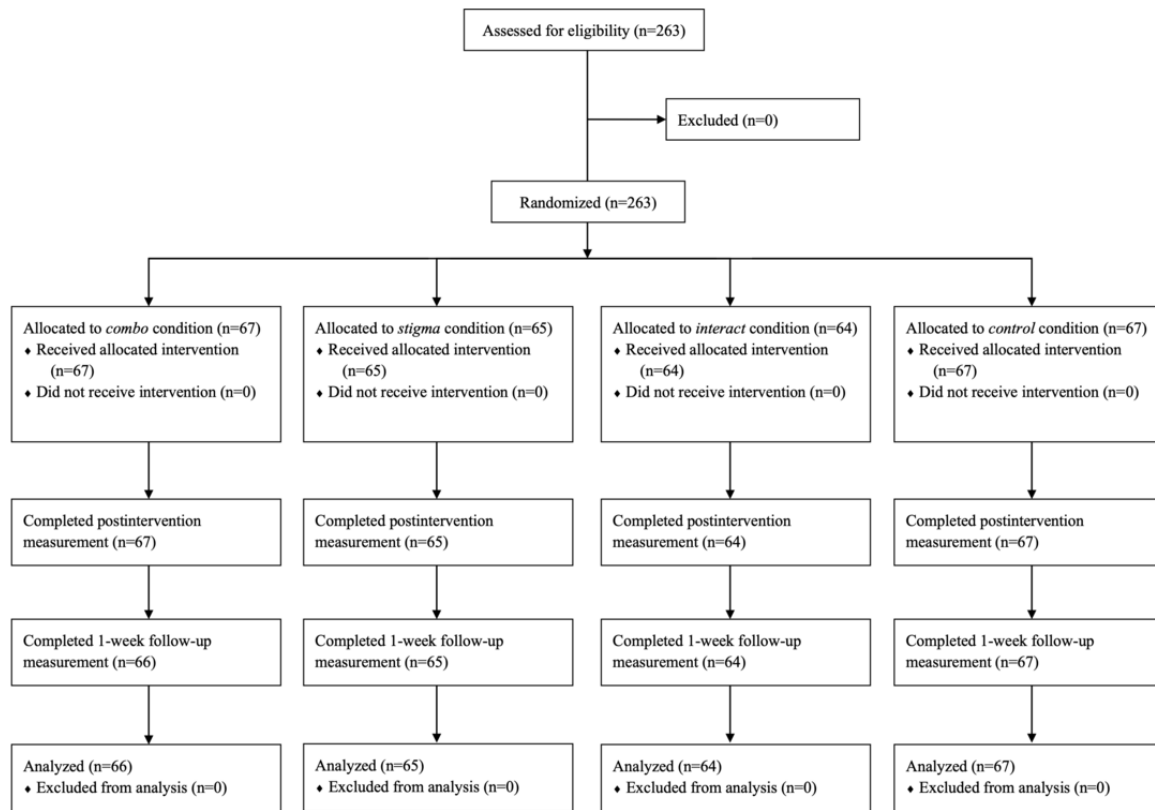 Assessed for eligibility (n=263)
Excluded (n=0)
Randomized (n=263)
Allocated to combo condition (n=67)
♦ Received allocated intervention
(n=67)
♦ Did not receive intervention (n=0)
Allocated to stigma condition (n=65)
♦ Received allocated intervention
(n=65)
♦ Did not receive intervention (n=0)
Allocated to interact condition (n=64)
♦ Received allocated intervention
(n=64)
♦ Did not receive intervention (n=0)
Allocated to control condition (n=67)
♦ Received allocated intervention
(n=67)
♦ Did not receive intervention (n=0)
Completed postintervention
measurement (n=67)
Completed postintervention
measurement (n=65)
Completed postintervention
measurement (n=64)
Completed postintervention
measurement (n=67)
Completed 1-week follow-up
measurement (n=66)
Completed 1-week follow-up
measurement (n=65)
Completed 1-week follow-up
measurement (n=64)
Completed 1-week follow-up
measurement (n=67)
Analyzed (n=66)
♦ Excluded from analysis (n=0)
Analyzed (n=65)
♦ Excluded from analysis (n=0)
Analyzed (n=64)
♦ Excluded from analysis (n=0)
Analyzed (n=67)
♦ Excluded from analysis (n=0)